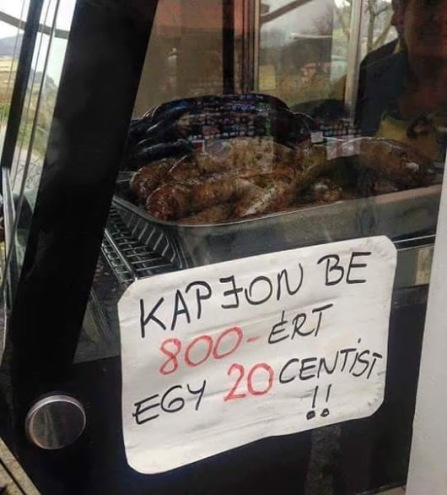 KAPJON BE
800-ÉRT
EGY 20 CENTIST
!!